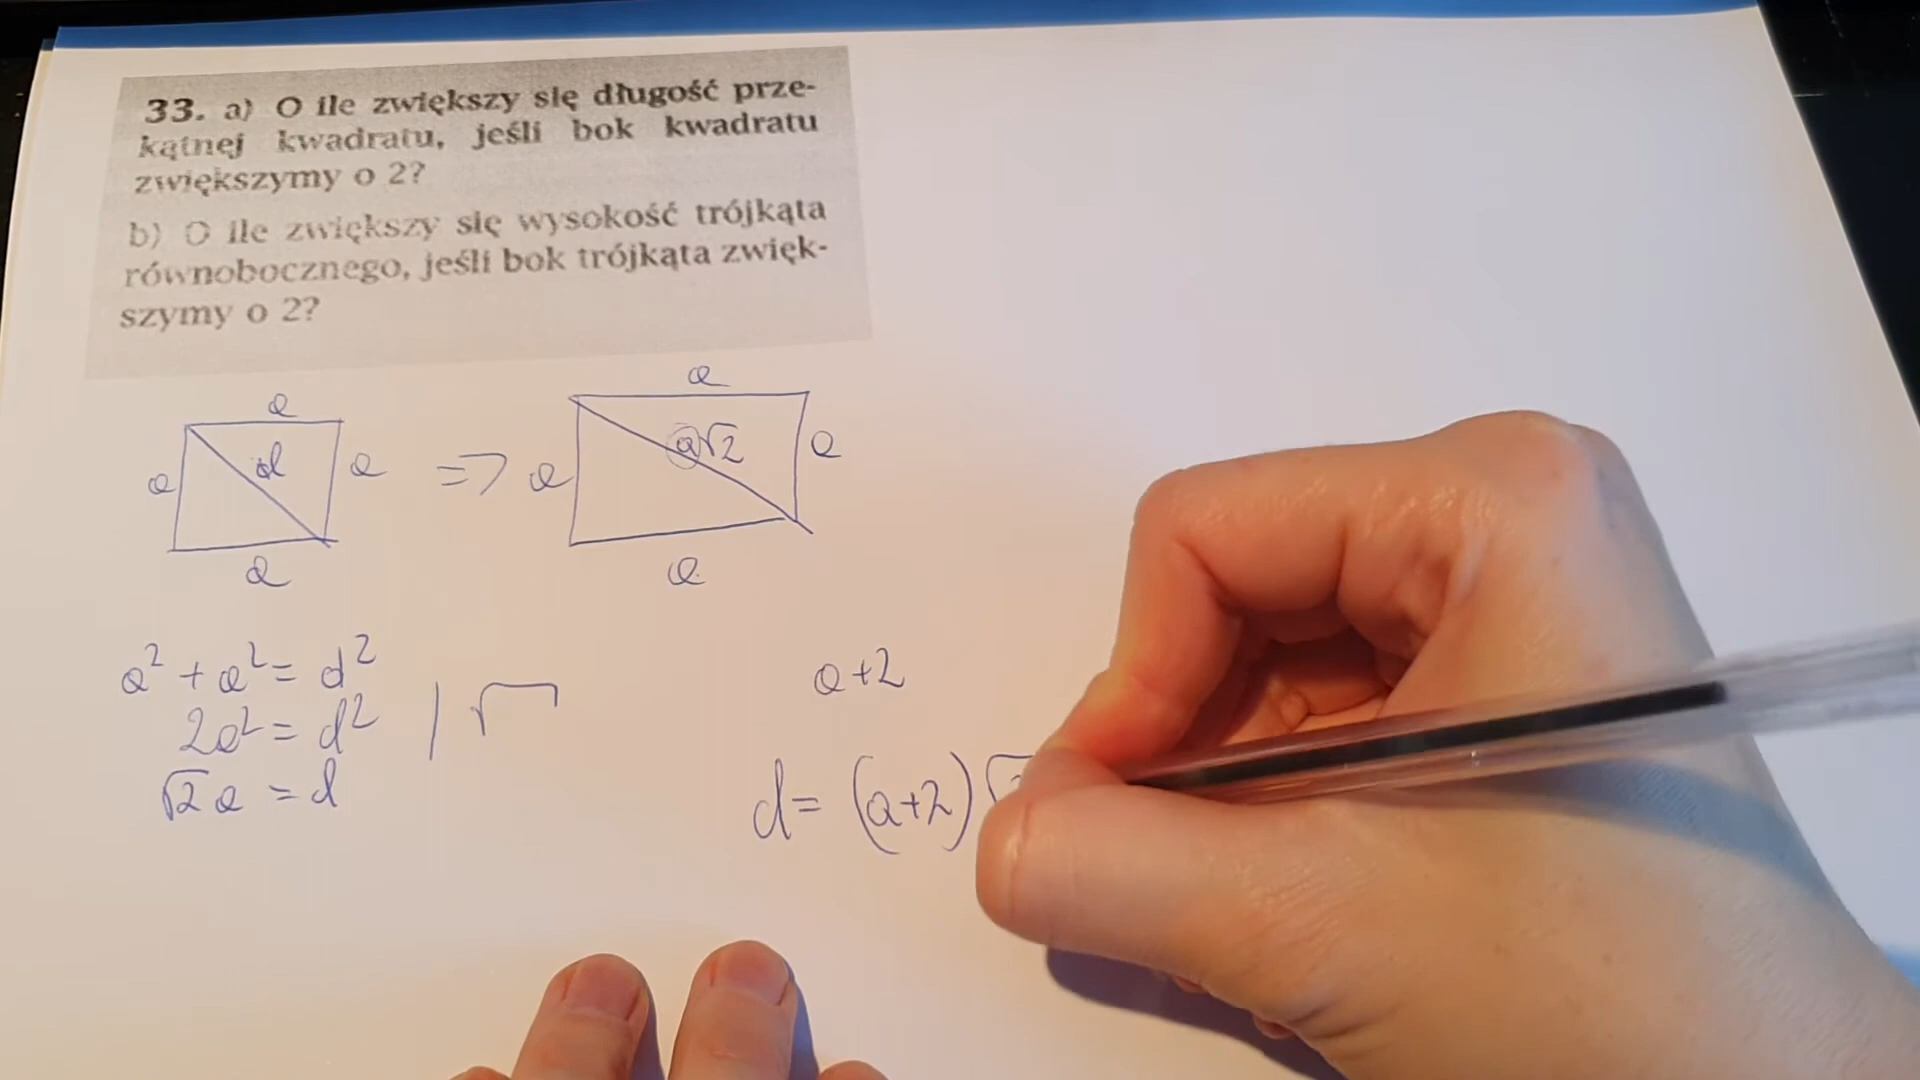 33. a) O ile zwiększy się długość prze-
kątnej kwadratu, jeśli bok kwadratu
zwiększymy o 2?
b) O ile zwiększy się wysokość trójkąta
równobocznego, jeśli bok trójkąta zwięk-
szymy o 2?
a
a
d
a
a
=>
a
a
a√2
a
a
a² + a² = d²
2a² = d² | √
√2 a = d
a+2
d = (a+2)√